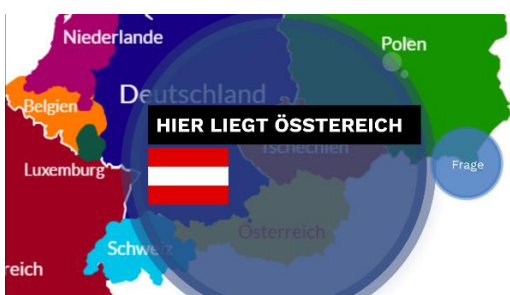 Niederlande
Polen
Belgien
Deutschland
HIER LIEGT ÖSSTEREICH
Tschechien
Frage
Luxemburg
Österreich
Schweiz
reich